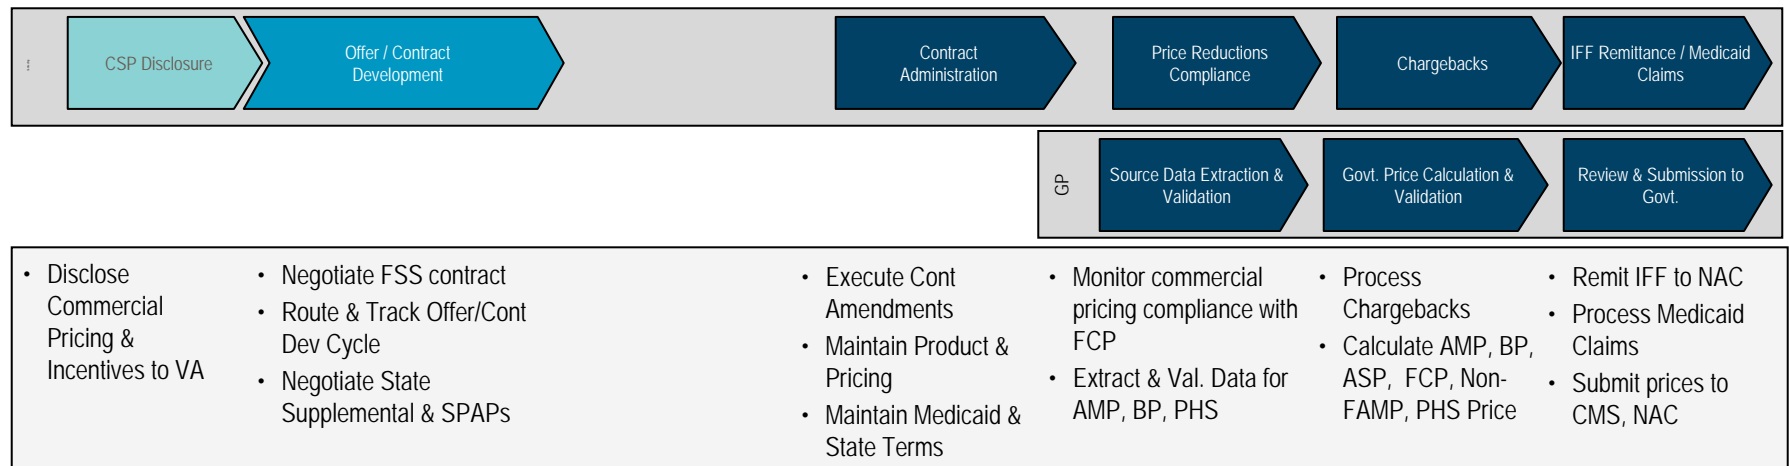 CSP Disclosure
Offer / Contract
Development
Contract
Administration
Price Reductions
Compliance
Chargebacks
IFF Remittance / Medicaid
Claims
GP
Source Data Extraction &
Validation
Govt. Price Calculation &
Validation
Review & Submission to
Govt.
• Disclose
Commercial
Pricing &
Incentives to VA
• Negotiate FSS contract
• Route & Track Offer/Cont
Dev Cycle
• Negotiate State
Supplemental & SPAPs
• Execute Cont
Amendments
• Maintain Product &
Pricing
• Maintain Medicaid &
State Terms
• Monitor commercial
pricing compliance with
FCP
• Extract & Val. Data for
AMP, BP, PHS
• Process
Chargebacks
• Calculate AMP, BP,
ASP, FCP, Non-
FAMP, PHS Price
• Remit IFF to NAC
• Process Medicaid
Claims
• Submit prices to
CMS, NAC